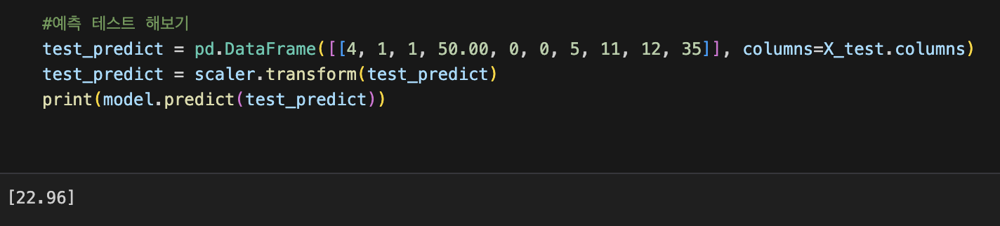 #예측 테스트 해보기
test_predict = pd.DataFrame([[4, 1, 1, 50.00, 0, 0, 5, 11, 12, 35]], columns=X_test.columns)
test_predict = scaler.transform(test_predict)
print(model.predict(test_predict))
[22.96]